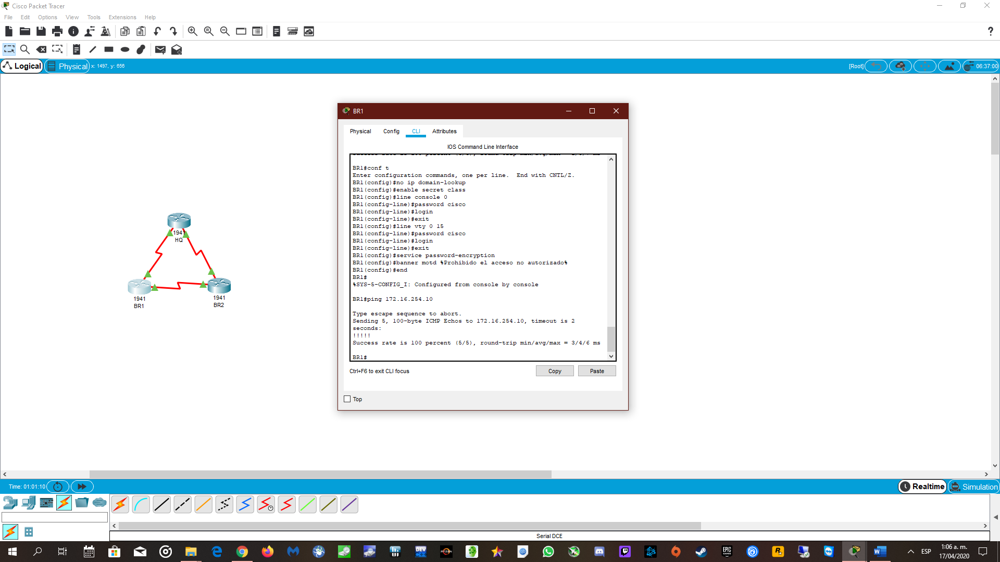 Cisco Packet Tracer
File Edit Options View Tools Extensions Help
Logical Physical x: 1497, y: 656 [Root] 06:37:00
BR1
Physical Config CLI Attributes
IOS Command Line Interface
BR1#conf t
Enter configuration commands, one per line. End with CNTL/Z.
BR1(config)#no ip domain-lookup
BR1(config)#enable secret class
BR1(config)#line console 0
BR1(config-line)#password cisco
BR1(config-line)#login
BR1(config-line)#exit
BR1(config)#line vty 0 15
BR1(config-line)#password cisco
BR1(config-line)#login
BR1(config-line)#exit
BR1(config)#service password-encryption
BR1(config)#banner motd %Prohibido el acceso no autorizado%
BR1(config)#end
BR1#
%SYS-5-CONFIG_I: Configured from console by console
BR1#ping 172.16.254.10
Type escape sequence to abort.
Sending 5, 100-byte ICMP Echos to 172.16.254.10, timeout is 2
seconds:
!!!!!
Success rate is 100 percent (5/5), round-trip min/avg/max = 3/4/6 ms
BR1#
Ctrl+F6 to exit CLI focus Copy Paste
Top
1941
HQ
1941
BR1
1941
BR2
Time: 01:01:10 Realtime Simulation
Serial DCE
DEV
RYZEN
EPIC
GAMES
ESP
1:06 a. m.
17/04/2020